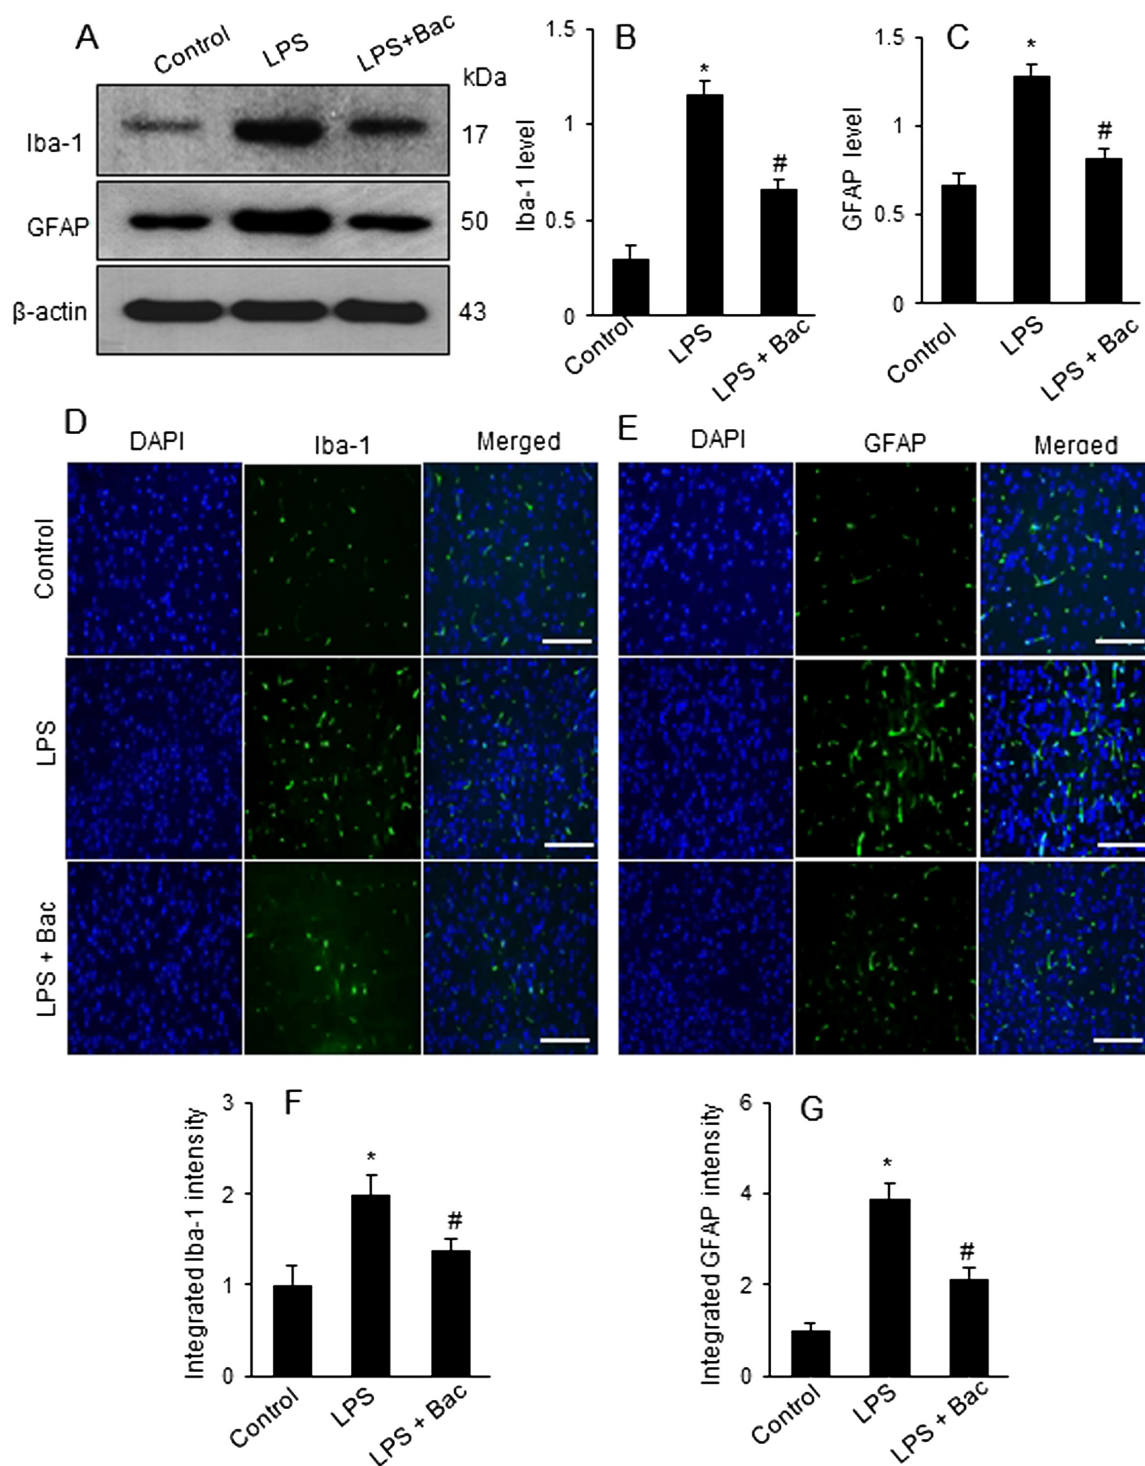 A
Control
LPS
LPS+Bac
kDa
Iba-1
17
GFAP
50
β-actin
43
B
1.5
1
0.5
0
Iba-1 level
*
#
Control
LPS
LPS + Bac
C
1.5
1
0.5
0
GFAP level
*
#
Control
LPS
LPS + Bac
D
DAPI
Iba-1
Merged
Control
LPS
LPS + Bac
E
DAPI
GFAP
Merged
F
3
2
1
0
Integrated Iba-1 intensity
*
#
Control
LPS
LPS + Bac
G
6
4
2
0
Integrated GFAP intensity
*
#
Control
LPS
LPS + Bac